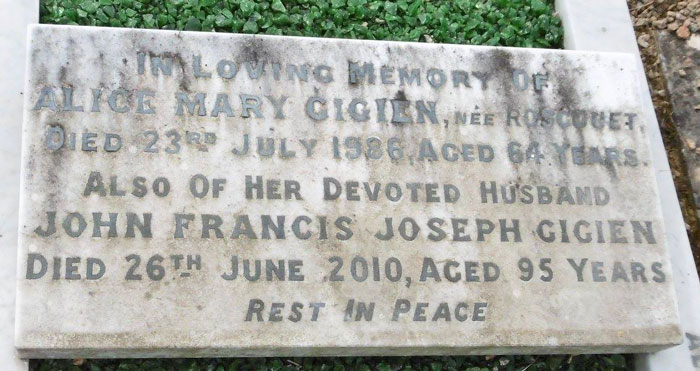 IN LOVING MEMORY OF
ALICE MARY GIGIEN, NÉE ROSCOUET,
DIED 23RD JULY 1986, AGED 64 YEARS.
ALSO OF HER DEVOTED HUSBAND
JOHN FRANCIS JOSEPH GIGIEN
DIED 26TH JUNE 2010, AGED 95 YEARS
REST IN PEACE